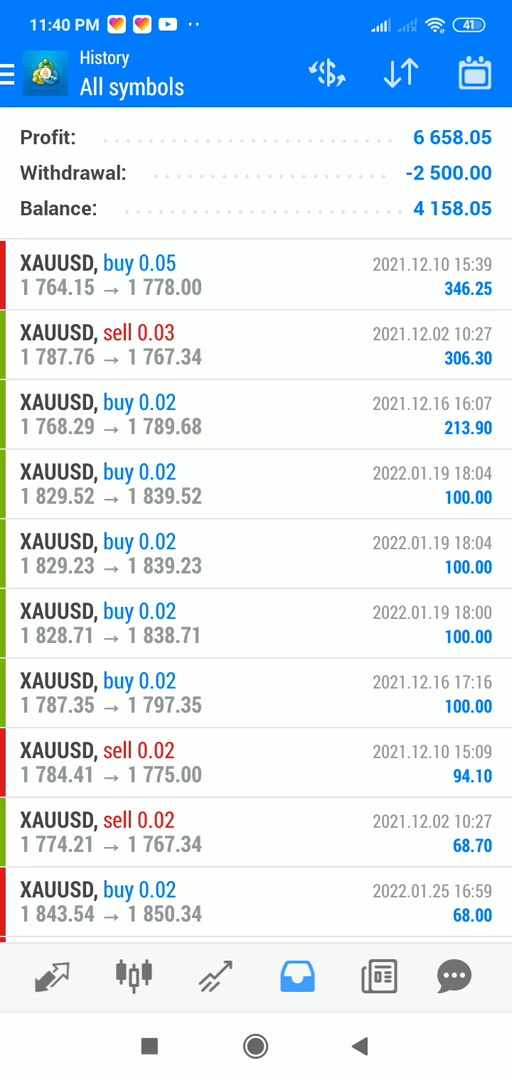 11:40 PM
41
History
All symbols
Profit: 6 658.05
Withdrawal: -2 500.00
Balance: 4 158.05
XAUUSD, buy 0.05 2021.12.10 15:39
1 764.15 → 1 778.00 346.25
XAUUSD, sell 0.03 2021.12.02 10:27
1 787.76 → 1 767.34 306.30
XAUUSD, buy 0.02 2021.12.16 16:07
1 768.29 → 1 789.68 213.90
XAUUSD, buy 0.02 2022.01.19 18:04
1 829.52 → 1 839.52 100.00
XAUUSD, buy 0.02 2022.01.19 18:04
1 829.23 → 1 839.23 100.00
XAUUSD, buy 0.02 2022.01.19 18:00
1 828.71 → 1 838.71 100.00
XAUUSD, buy 0.02 2021.12.16 17:16
1 787.35 → 1 797.35 100.00
XAUUSD, sell 0.02 2021.12.10 15:09
1 784.41 → 1 775.00 94.10
XAUUSD, sell 0.02 2021.12.02 10:27
1 774.21 → 1 767.34 68.70
XAUUSD, buy 0.02 2022.01.25 16:59
1 843.54 → 1 850.34 68.00